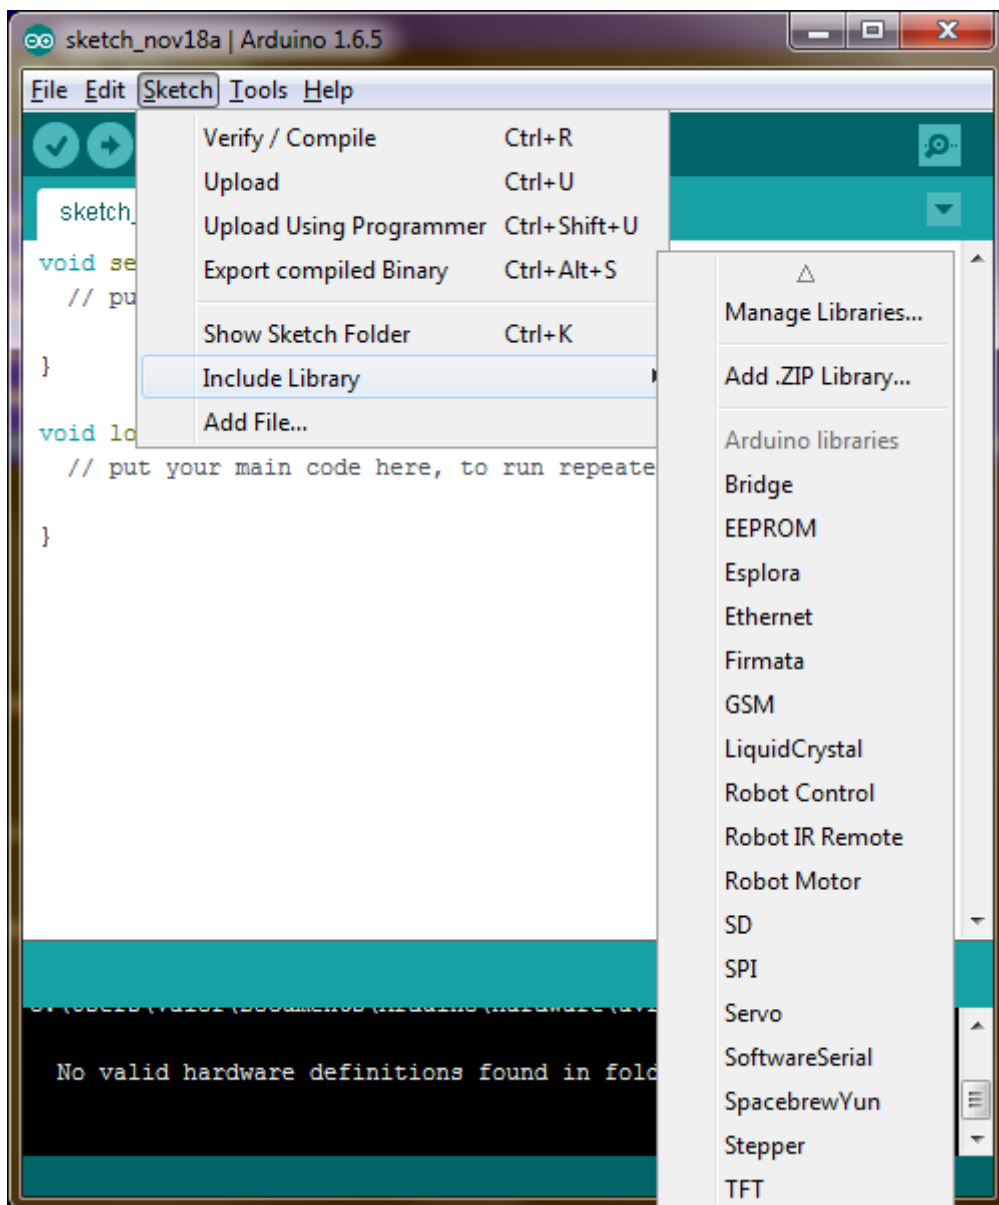 sketch_nov18a | Arduino 1.6.5
File Edit Sketch Tools Help
Verify / Compile Ctrl+R
Upload Ctrl+U
Upload Using Programmer Ctrl+Shift+U
Export compiled Binary Ctrl+Alt+S
Show Sketch Folder Ctrl+K
Include Library
Add File...
sketch_
void se
// pu
}
void lo
// put your main code here, to run repeate
}
Manage Libraries...
Add .ZIP Library...
Arduino libraries
Bridge
EEPROM
Esplora
Ethernet
Firmata
GSM
LiquidCrystal
Robot Control
Robot IR Remote
Robot Motor
SD
SPI
Servo
SoftwareSerial
SpacebrewYun
Stepper
TFT
No valid hardware definitions found in fold